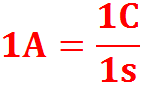 1A = 1C/1s